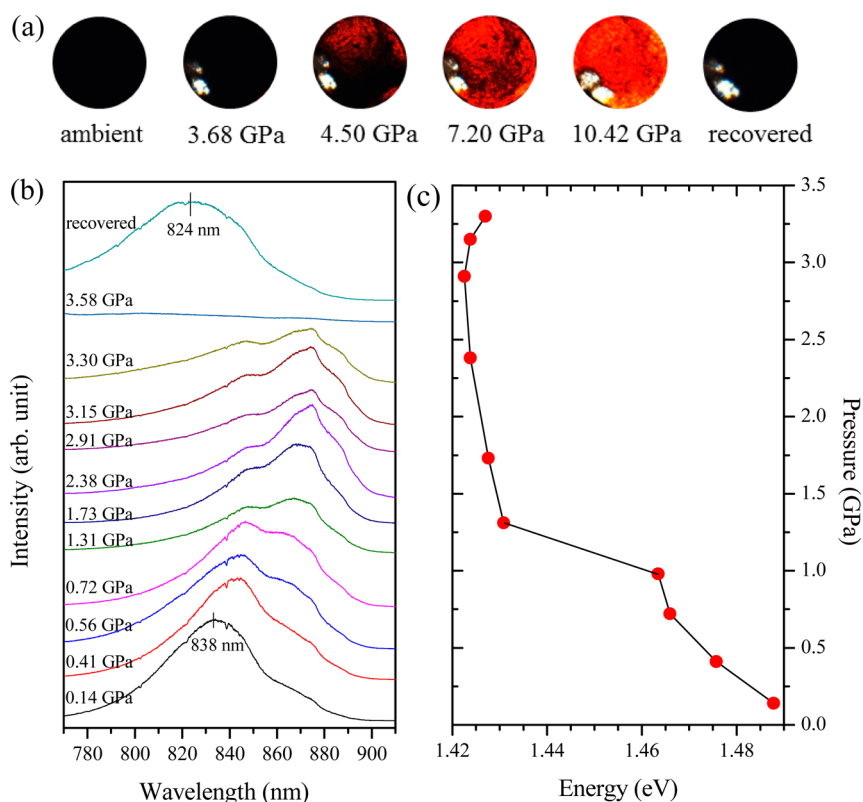 (a)
ambient 3.68 GPa 4.50 GPa 7.20 GPa 10.42 GPa recovered
(b)
recovered
824 nm
3.58 GPa
3.30 GPa
3.15 GPa
2.91 GPa
2.38 GPa
1.73 GPa
1.31 GPa
0.72 GPa
0.56 GPa
0.41 GPa
838 nm
0.14 GPa
Intensity (arb. unit)
780 820 840 860 880 900
Wavelength (nm)
(c)
3.5
3.0
2.5
2.0
1.5
1.0
0.5
0.0
Pressure (GPa)
1.42 1.44 1.46 1.48
Energy (eV)